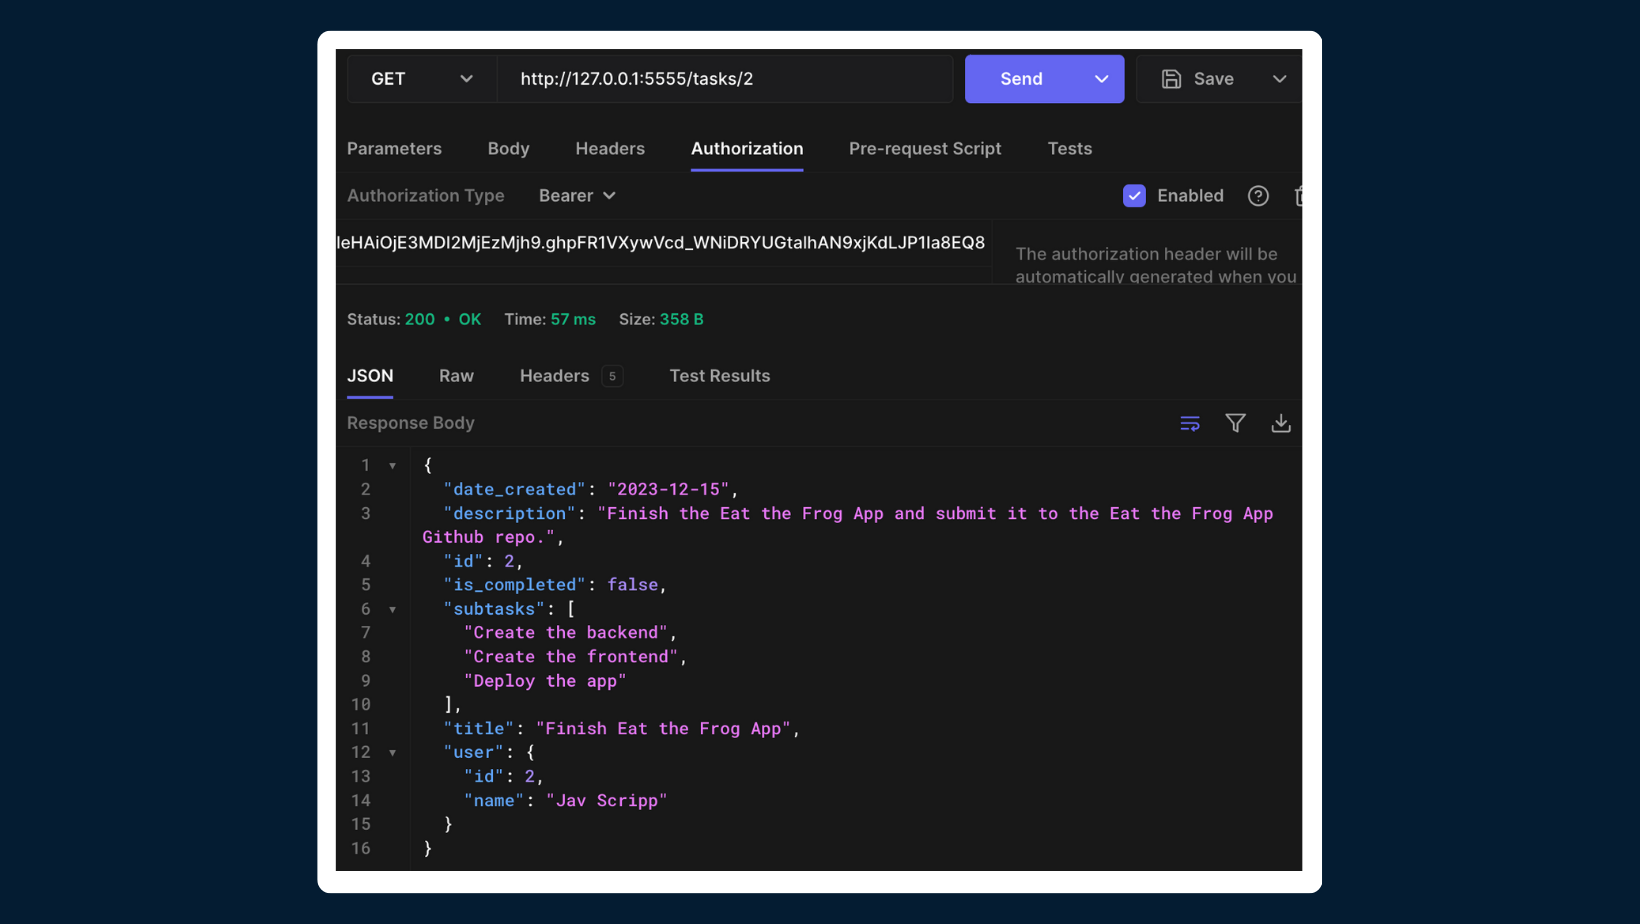 GET http://127.0.0.1:5555/tasks/2 Send Save
Parameters Body Headers Authorization Pre-request Script Tests
Authorization Type Bearer Enabled
leHAiOjE3MDI2MjEzMjh9.ghpFR1VXywVcd_WNiDRYUGtalhAN9xjKdLJP1la8EQ8
The authorization header will be
automatically generated when you
Status: 200 • OK Time: 57 ms Size: 358 B
JSON Raw Headers 5 Test Results
Response Body
1 {
2 "date_created": "2023-12-15",
3 "description": "Finish the Eat the Frog App and submit it to the Eat the Frog App
Github repo.",
4 "id": 2,
5 "is_completed": false,
6 "subtasks": [
7 "Create the backend",
8 "Create the frontend",
9 "Deploy the app"
10 ],
11 "title": "Finish Eat the Frog App",
12 "user": {
13 "id": 2,
14 "name": "Jav Scripp"
15 }
16 }